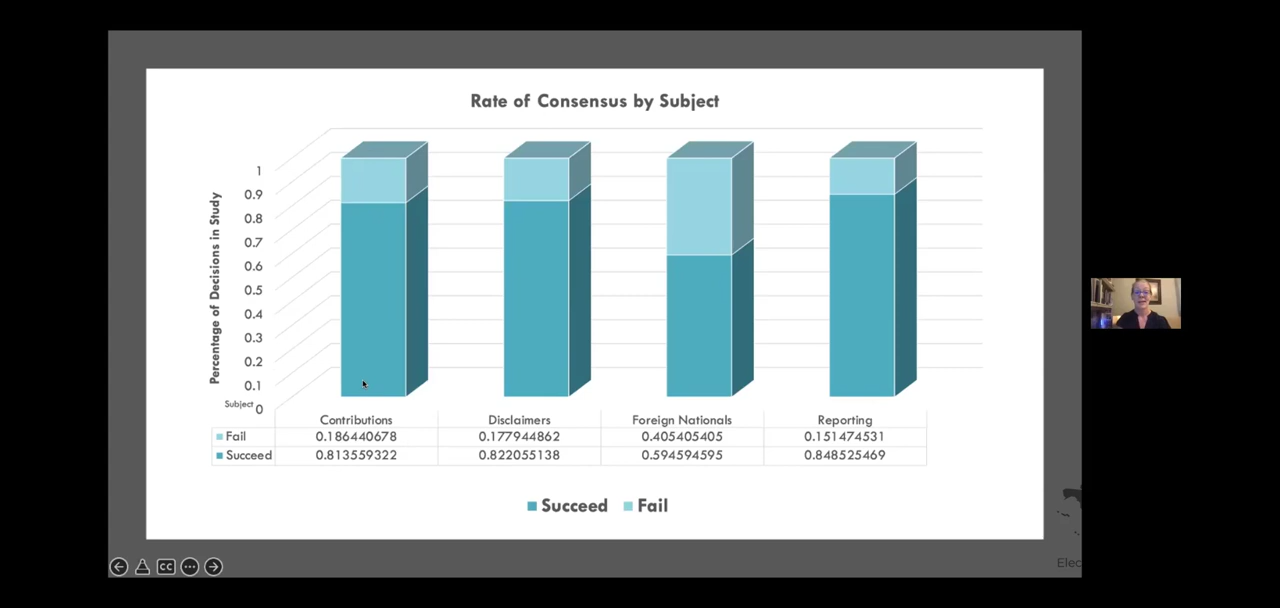 Rate of Consensus by Subject
Percentage of Decisions in Study
1
0.9
0.8
0.7
0.6
0.5
0.4
0.3
0.2
0.1
0
Subject
Contributions Disclaimers Foreign Nationals Reporting
Fail 0.186440678 0.177944862 0.405405405 0.151474531
Succeed 0.813559322 0.822055138 0.594594595 0.848525469
Succeed Fail
CC
Elec